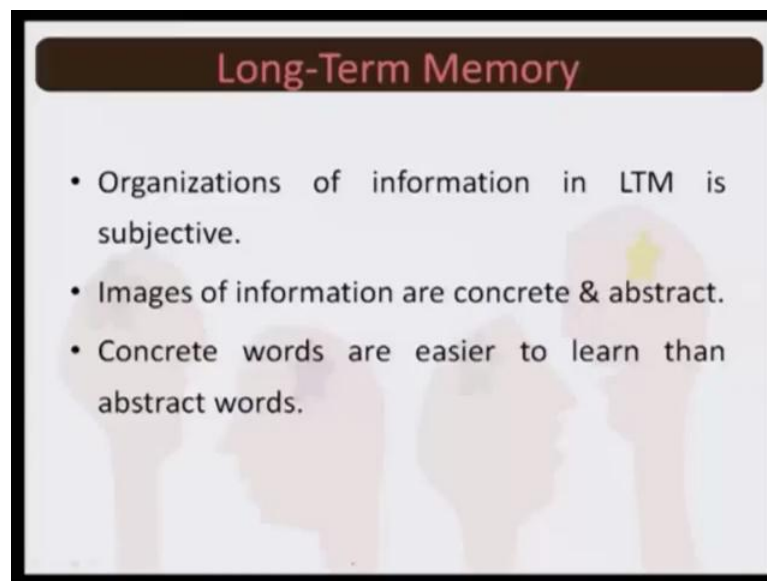 Long-Term Memory
• Organizations of information in LTM is
subjective.
• Images of information are concrete & abstract.
• Concrete words are easier to learn than
abstract words.